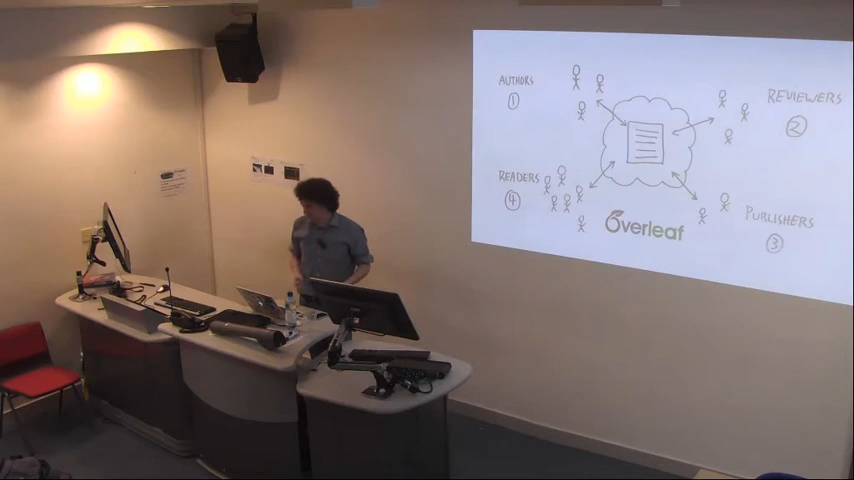 AUTHORS
1
REVIEWERS
2
READERS
4
Overleaf
PUBLISHERS
3